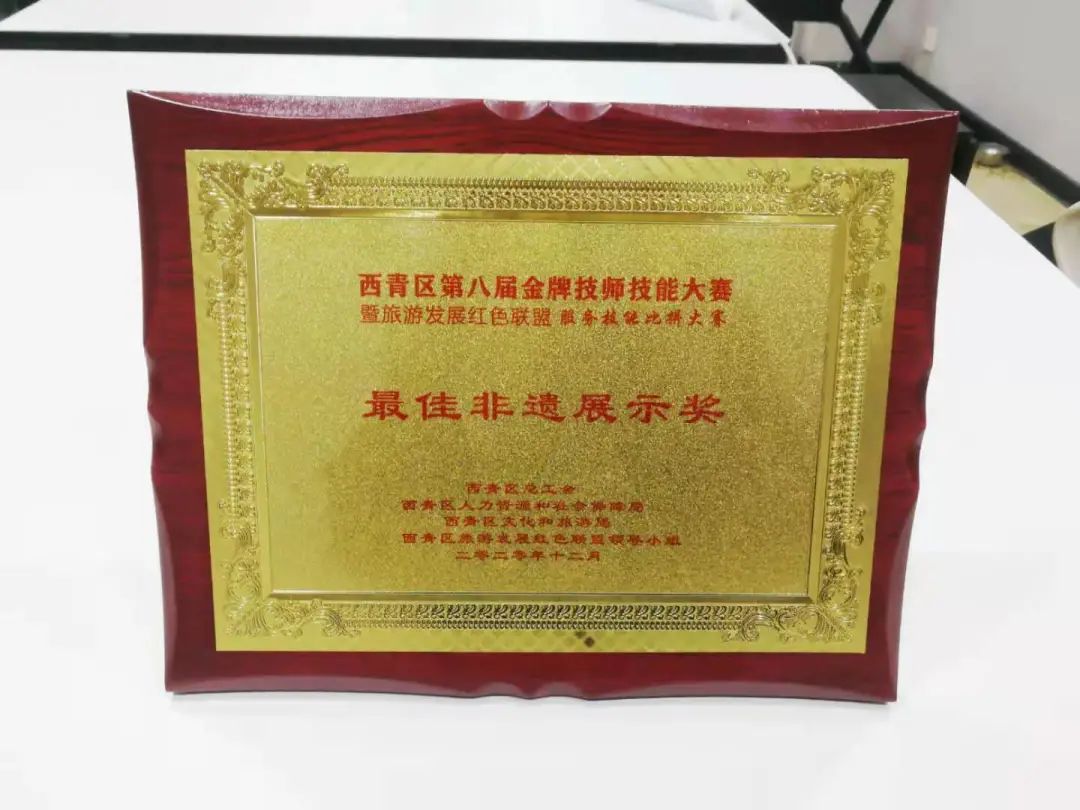 西青区第八届金牌技师技能大赛
暨旅游发展红色联盟 服务技能比拼大赛
最佳非遗展示奖
西青区总工会
西青区人力资源和社会保障局
西青区文化和旅游局
西青区旅游发展红色联盟领导小组
二零二零年十二月